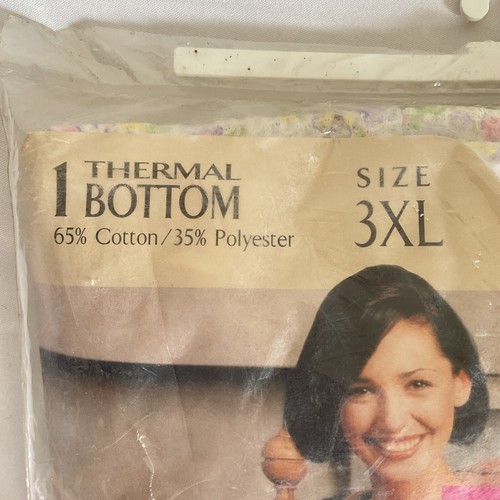 1 THERMAL
BOTTOM
65% Cotton/35% Polyester
SIZE
3XL